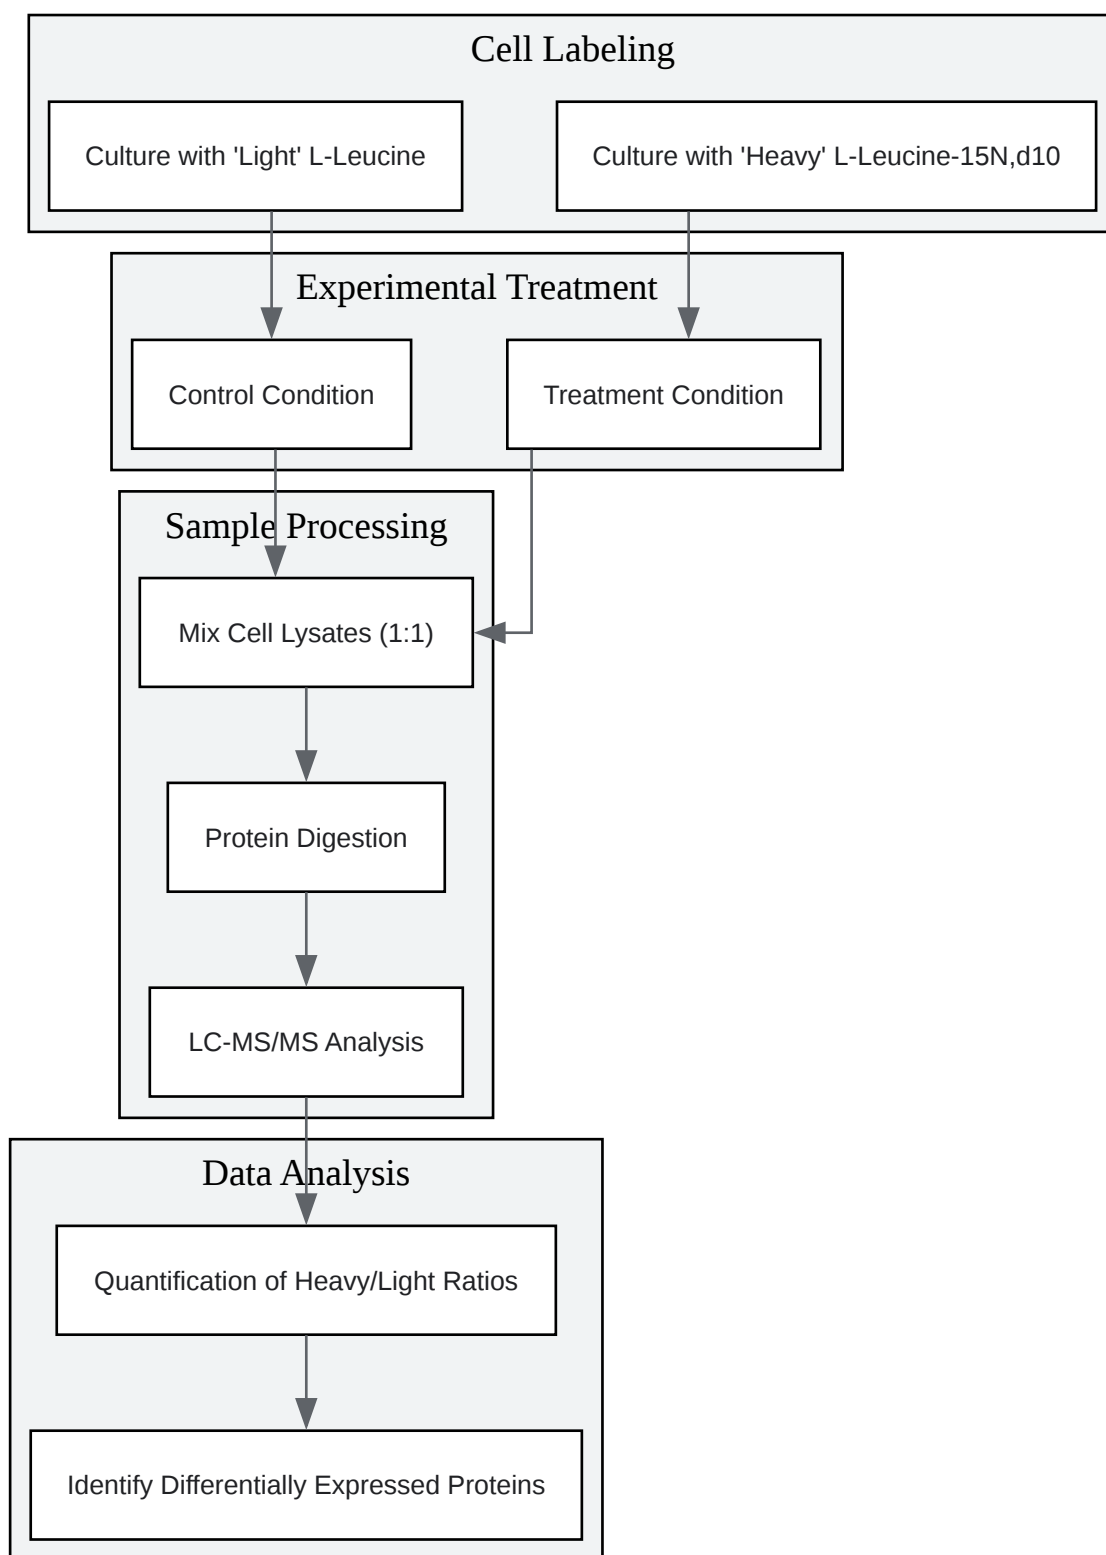 Cell Labeling
Culture with 'Light' L-Leucine
Culture with 'Heavy' L-Leucine-15N,d10
Experimental Treatment
Control Condition
Treatment Condition
Sample Processing
Mix Cell Lysates (1:1)
Protein Digestion
LC-MS/MS Analysis
Data Analysis
Quantification of Heavy/Light Ratios
Identify Differentially Expressed Proteins